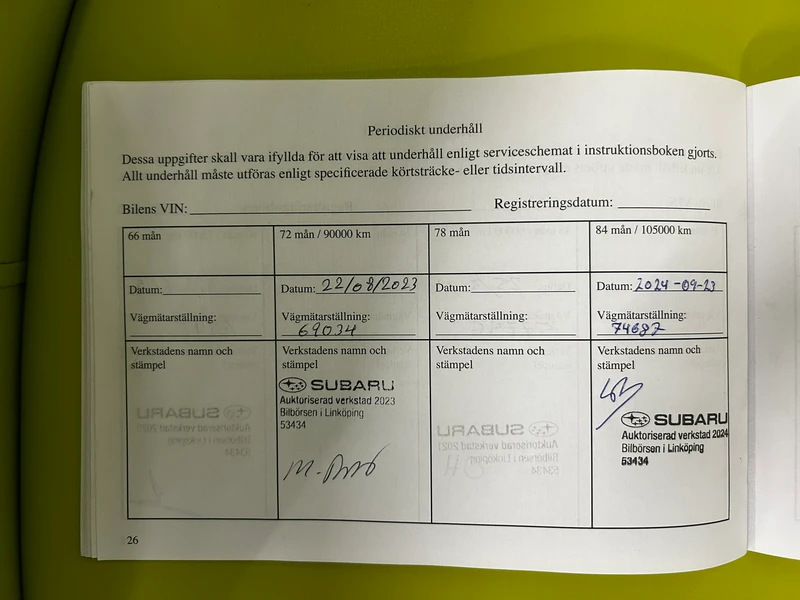 Periodiskt underhåll
Dessa uppgifter skall vara ifyllda för att visa att underhåll enligt serviceschemat i instruktionsboken gjorts.
Allt underhåll måste utföras enligt specificerade körtsträcke- eller tidsintervall.
Bilens VIN:
Registreringsdatum:
66 mån
Datum:
Vägmätarställning:
Verkstadens namn och
stämpel
72 mån / 90000 km
Datum: 22/08/2023
Vägmätarställning:
69034
Verkstadens namn och
stämpel
SUBARU
Auktoriserad verkstad 2023
Bilbörsen i Linköping
53434
78 mån
Datum:
Vägmätarställning:
Verkstadens namn och
stämpel
84 mån / 105000 km
Datum: 2024-09-23
Vägmätarställning:
74687
Verkstadens namn och
stämpel
SUBARU
Auktoriserad verkstad 2024
Bilbörsen i Linköping
53434
26